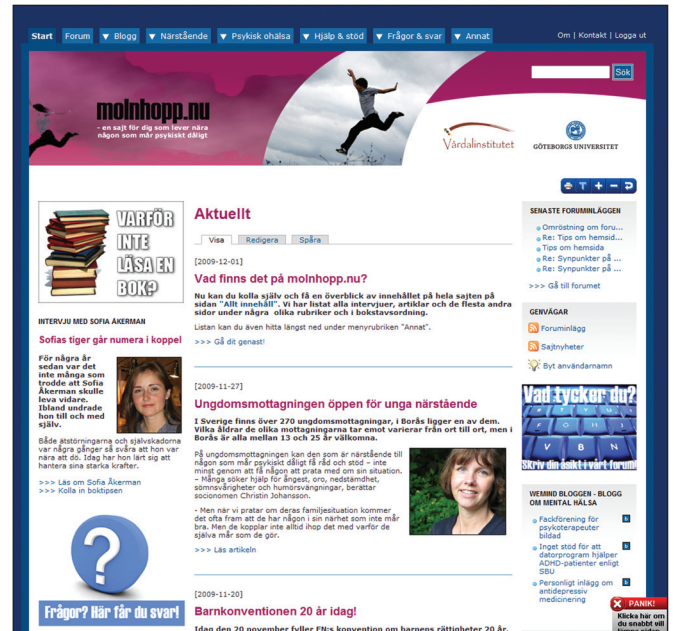 Start Forum ▼ Blogg ▼ Närstående ▼ Psykisk ohälsa ▼ Hjälp & stöd ▼ Frågor & svar ▼ Annat Om | Kontakt | Logga ut
Sök
molnhopp.nu
- en sajt för dig som lever nära
någon som mår psykiskt dåligt
Vårdalinstitutet
GÖTEBORGS UNIVERSITET
VARFÖR
INTE
LÄSA EN
BOK?
INTERVJU MED SOFIA ÅKERMAN
Sofias tiger går numera i koppel
För några år
sedan var det
inte många som
trodde att Sofia
Åkerman skulle
leva vidare.
Ibland undrade
hon till och med
själv.
Både ätstörningarna och självskadorna
var några gånger så svåra att hon var
nära att dö. Idag har hon lärt sig att
hantera sina starka krafter.
>>> Läs om Sofia Åkerman
>>> Kolla in boktipsen
?
Frågor? Här får du svar!
Aktuellt
Visa Redigera Spåra
[2009-12-01]
Vad finns det på molnhopp.nu?
Nu kan du kolla själv och få en överblick av innehållet på hela sajten på
sidan "Allt innehåll". Vi har listat alla intervjuer, artiklar och de flesta andra
sidor under några olika rubriker och i bokstavsordning.
Listan kan du även hitta längst ned under menyrubriken "Annat".
>>> Gå dit genast!
[2009-11-27]
Ungdomsmottagningen öppen för unga närstående
I Sverige finns över 270 ungdomsmottagningar, i Borås ligger en av dem.
Vilka åldrar de olika mottagningarna tar emot varierar från ort till ort, men i
Borås är alla mellan 13 och 25 år välkomna.
På ungdomsmottagningen kan den som är närstående till
någon som mår psykiskt dåligt få råd och stöd – inte
minst genom att få någon att prata med om sin situation.
– Många söker hjälp för ångest, oro, nedstämdhet,
sömnsvårigheter och humörsvängningar, berättar
socionomen Christin Johansson.
- Men när vi pratar om deras familjesituation kommer
det ofta fram att de har någon i sin närhet som inte mår
bra. Men de kopplar inte alltid ihop det med varför de
själva mår som de gör.
>>> Läs artikeln
[2009-11-20]
Barnkonventionen 20 år idag!
Idag den 20 november fyller FN:s konvention om barnens rättigheter 20 år.
SENASTE FORUMINLÄGGEN
Omröstning om foru...
Re: Tips om hemsid...
Tips om hemsida
Re: Synpunkter på ...
Re: Synpunkter på ...
>>> Gå till forumet
GENVÄGAR
Foruminlägg
Sajtnyheter
Byt användarnamn
Vad tycker du?
V B N
Skriv din åsikt i vårt forum!
WEMIND BLOGGEN - BLOGG
OM MENTAL HÄLSA
Fackförening för
psykoterapeuter
bildad
Inget stöd för att
datorprogram hjälper
ADHD-patienter enligt
SBU
Personligt inlägg om
antidepressiv
medicinering
X PANIK!
Klicka här om
du snabbt vill